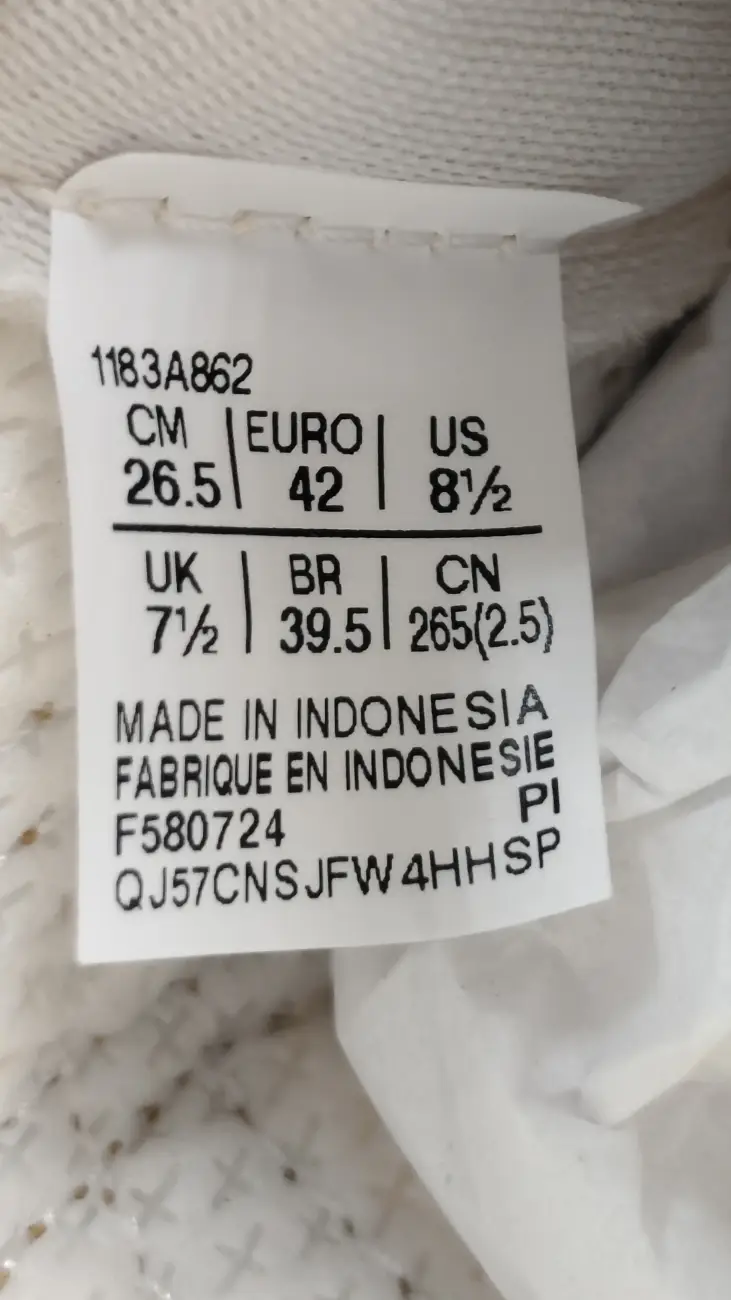 1183A862
CM | EURO | US
26.5 | 42 | 8½
UK | BR | CN
7½ | 39.5 | 265(2.5)
MADE IN INDONESIA
FABRIQUE EN INDONESIE
PI
F580724
QJ57CNSJFW4HHSP